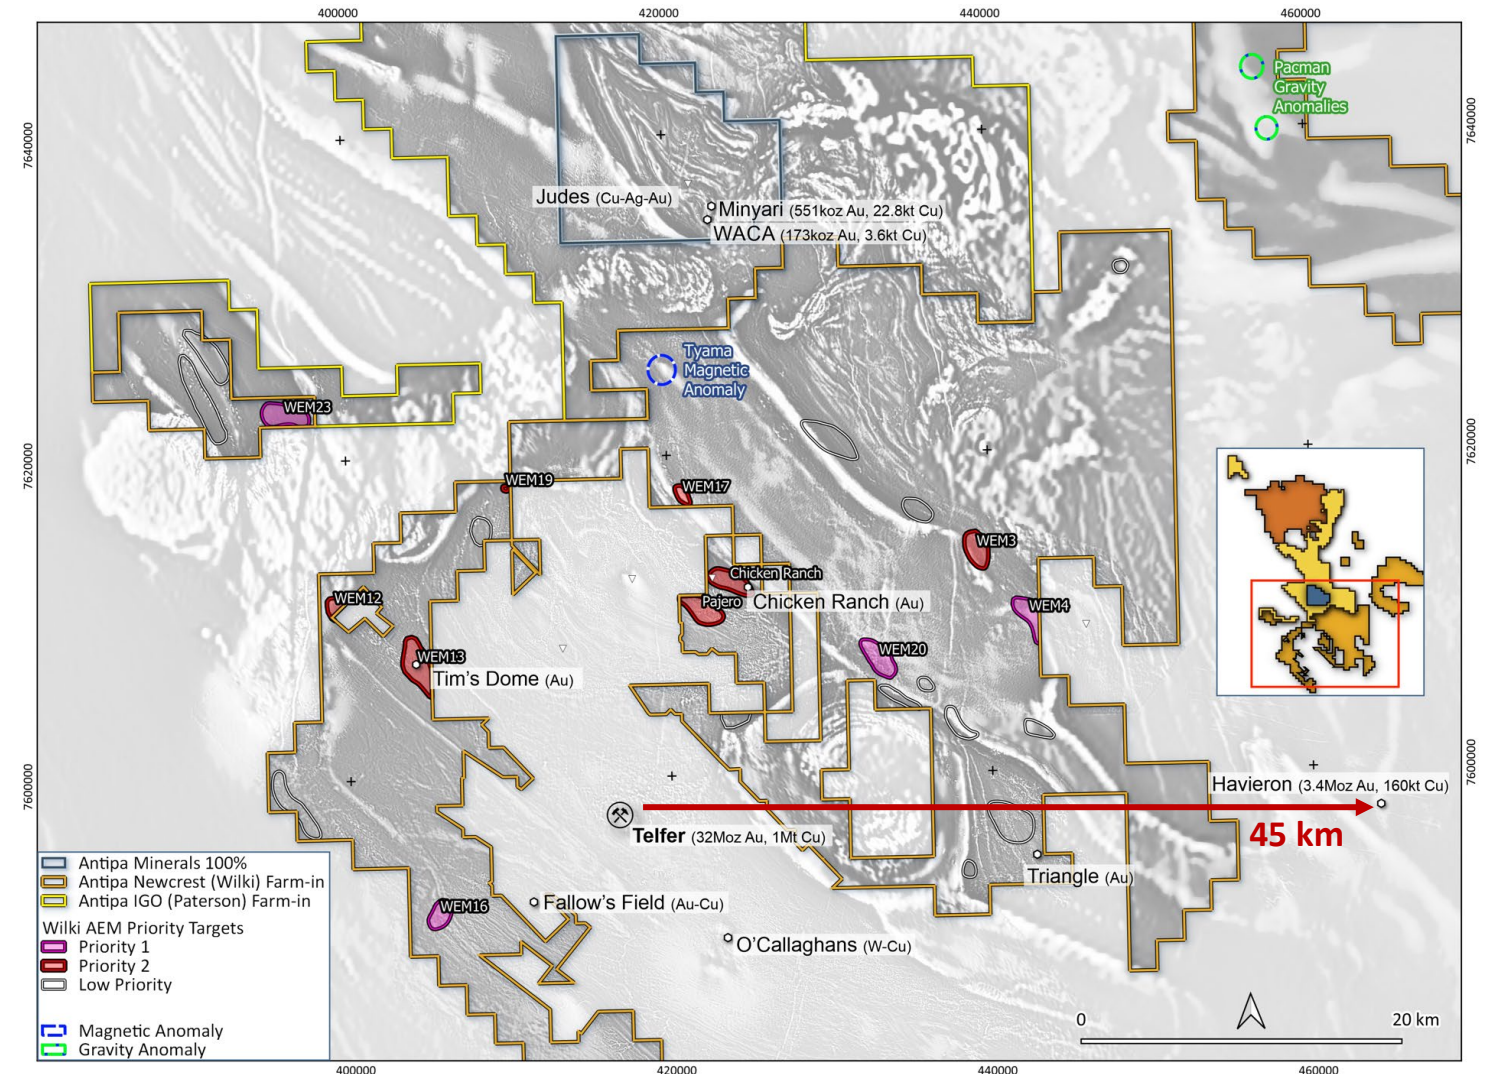 400000
420000
440000
460000
7640000
7640000
Pacman
Gravity
Anomalies
Judes (Cu-Ag-Au)
Minyari (551koz Au, 22.8kt Cu)
WACA (173koz Au, 3.6kt Cu)
Tyama
Magnetic
Anomaly
WEM23
7620000
7620000
WEM19
WEM17
WEM3
Chicken Ranch
Pajero
Chicken Ranch (Au)
WEM12
WEM4
WEM13
Tim's Dome (Au)
WEM20
7600000
7600000
Havieron (3.4Moz Au, 160kt Cu)
Telfer (32Moz Au, 1Mt Cu)
45 km
Triangle (Au)
WEM16
Fallow's Field (Au-Cu)
O'Callaghans (W-Cu)
Antipa Minerals 100%
Antipa Newcrest (Wilki) Farm-in
Antipa IGO (Paterson) Farm-in
Wilki AEM Priority Targets
Priority 1
Priority 2
Low Priority
Magnetic Anomaly
Gravity Anomaly
0
20 km
400000
420000
440000
460000